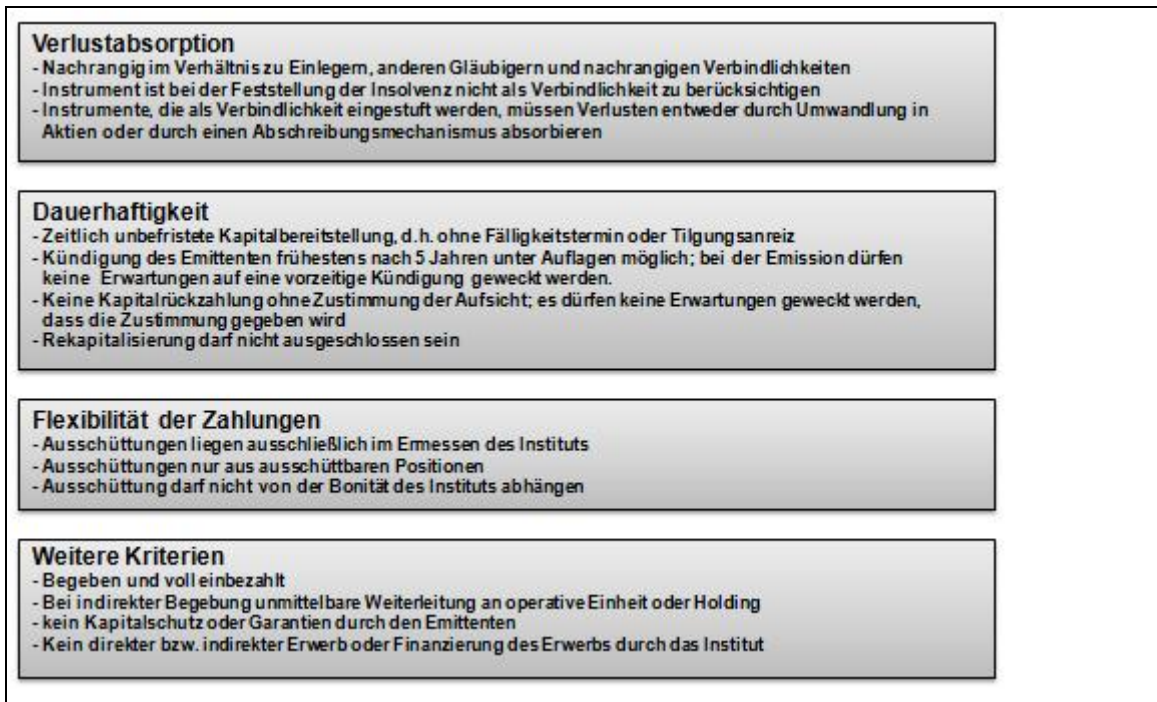 Verlustabsorption
- Nachrangig im Verhältnis zu Einlegern, anderen Gläubigern und nachrangigen Verbindlichkeiten
- Instrument ist bei der Feststellung der Insolvenz nicht als Verbindlichkeit zu berücksichtigen
- Instrumente, die als Verbindlichkeit eingestuft werden, müssen Verlusten entweder durch Umwandlung in
Aktien oder durch einen Abschreibungsmechanismus absorbieren
Dauerhaftigkeit
- Zeitlich unbefristete Kapitalbereitstellung, d.h. ohne Fälligkeitstermin oder Tilgungsanreiz
- Kündigung des Emittenten frühestens nach 5 Jahren unter Auflagen möglich; bei der Emission dürfen
keine Erwartungen auf eine vorzeitige Kündigung geweckt werden.
- Keine Kapitalrückzahlung ohne Zustimmung der Aufsicht; es dürfen keine Erwartungen geweckt werden,
dass die Zustimmung gegeben wird
- Rekapitalisierung darf nicht ausgeschlossen sein
Flexibilität der Zahlungen
- Ausschüttungen liegen ausschließlich im Ermessen des Instituts
- Ausschüttungen nur aus ausschüttbaren Positionen
- Ausschüttung darf nicht von der Bonität des Instituts abhängen
Weitere Kriterien
- Begeben und voll einbezahlt
- Bei indirekter Begebung unmittelbare Weiterleitung an operative Einheit oder Holding
- kein Kapitalschutz oder Garantien durch den Emittenten
- Kein direkter bzw. indirekter Erwerb oder Finanzierung des Erwerbs durch das Institut